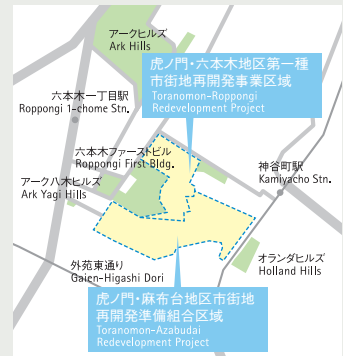 アークヒルズ
Ark Hills
虎ノ門・六本木地区第一種
市街地再開発事業区域
Toranomon-Roppongi
Redevelopment Project
六本木一丁目駅
Roppongi 1-chome Stn.
六本木ファーストビル
Roppongi First Bldg.
神谷町駅
Kamiyacho Stn.
アーク八木ヒルズ
Ark Yagi Hills
外苑東通り
Gaien-Higashi Dori
オランダヒルズ
Holland Hills
虎ノ門・麻布台地区市街地
再開発準備組合区域
Toranomon-Azabudai
Redevelopment Project